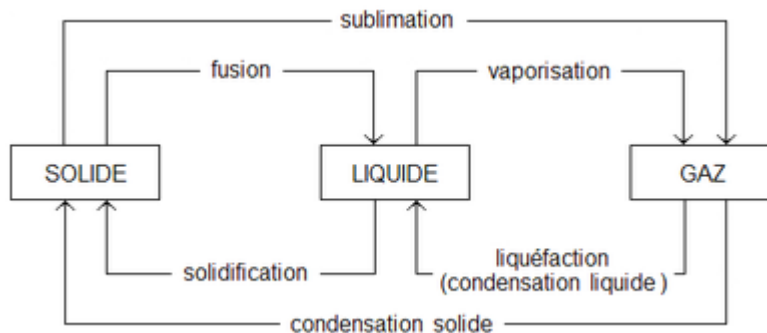 sublimation
fusion
vaporisation
SOLIDE
LIQUIDE
GAZ
solidification
liquéfaction
(condensation liquide)
condensation solide